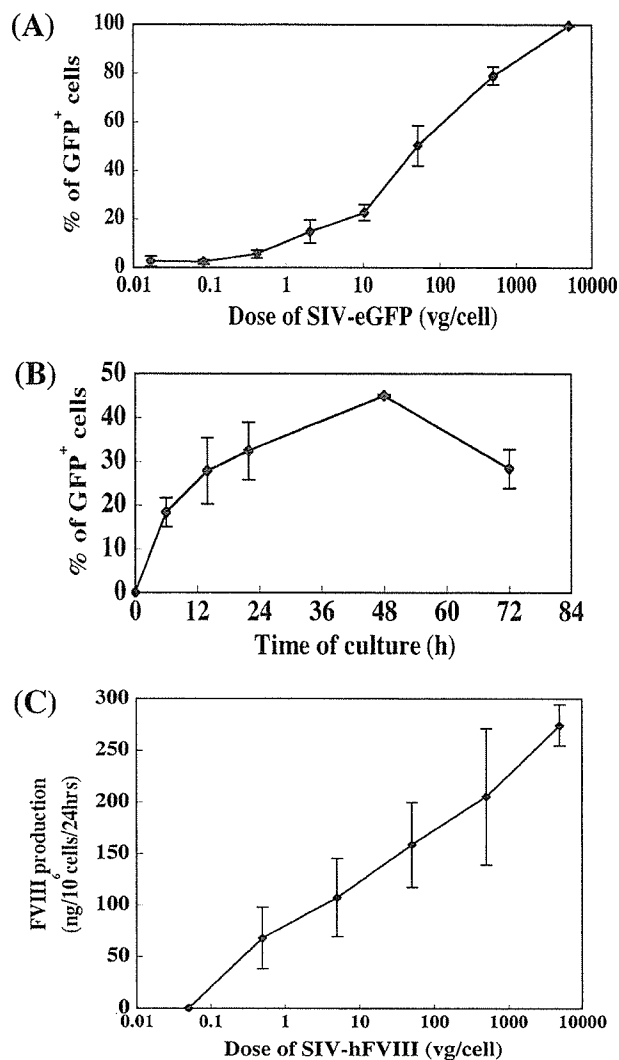 (A)
% of GFP+ cells
100
80
60
40
20
0
0.01 0.1 1 10 100 1000 10000
Dose of SIV-eGFP (vg/cell)
(B)
% of GFP+ cells
50
40
30
20
10
0
0 12 24 36 48 60 72 84
Time of culture (h)
(C)
FVIII production
(ng/10^6 cells/24hrs)
300
250
200
150
100
50
0
0.01 0.1 1 10 100 1000 10000
Dose of SIV-hFVIII (vg/cell)